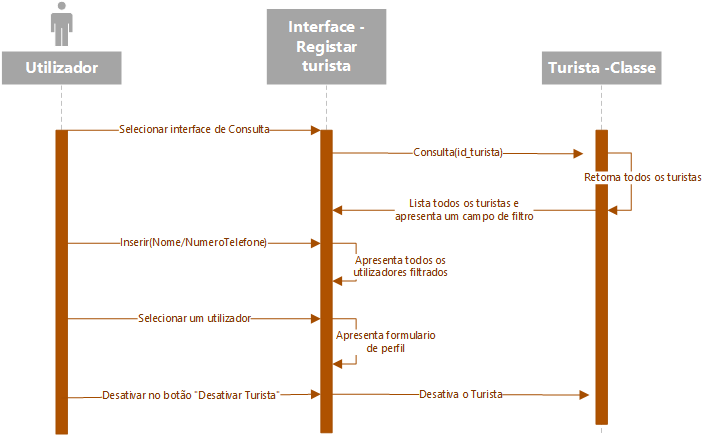 Utilizador
Interface -
Registar
turista
Turista -Classe
Selecionar interface de Consulta
Consulta(id_turista)
Retorna todos os turistas
Lista todos os turistas e
apresenta um campo de filtro
Inserir(Nome/NumeroTelefone)
Apresenta todos os
utilizadores filtrados
Selecionar um utilizador
Apresenta formulario
de perfil
Desativar no botão "Desativar Turista"
Desativa o Turista